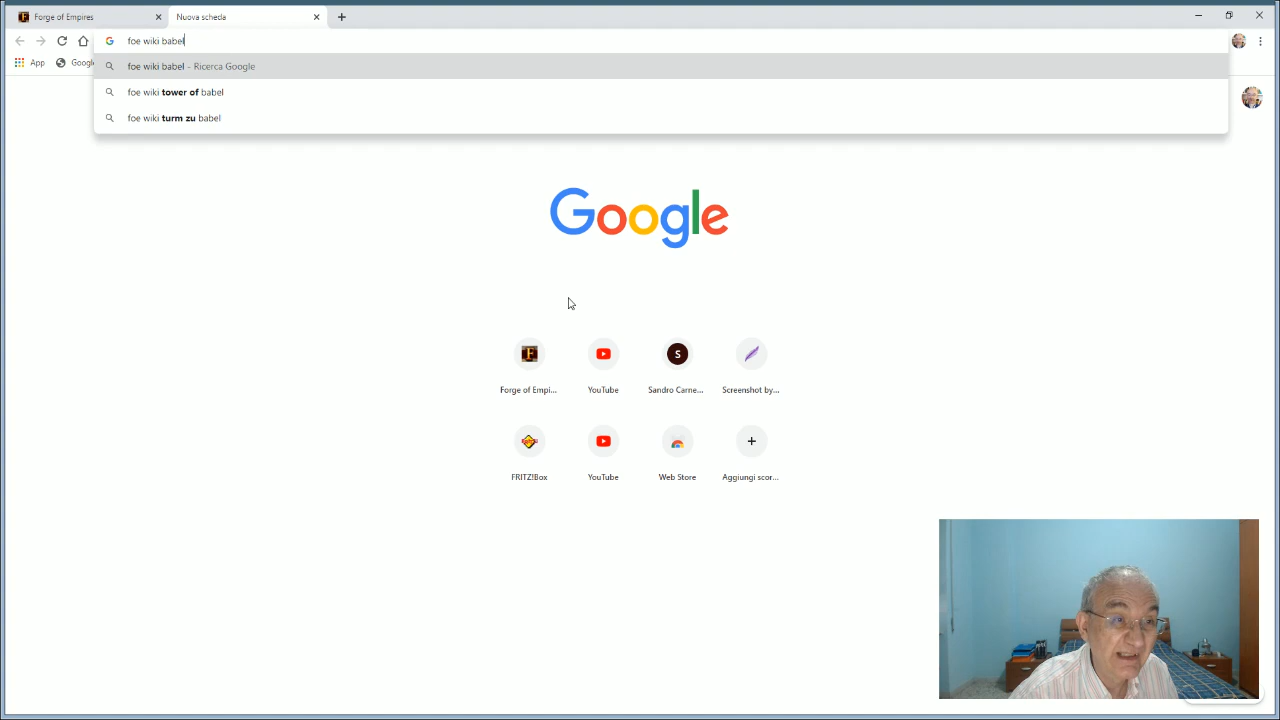 Forge of Empires
Nuova scheda
foe wiki babel
App
Googl
foe wiki babel - Ricerca Google
foe wiki tower of babel
foe wiki turm zu babel
Google
Forge of Empi...
YouTube
S
Sandro Carne...
Screenshot by...
FRITZ!Box
YouTube
Web Store
Aggiungi scor...